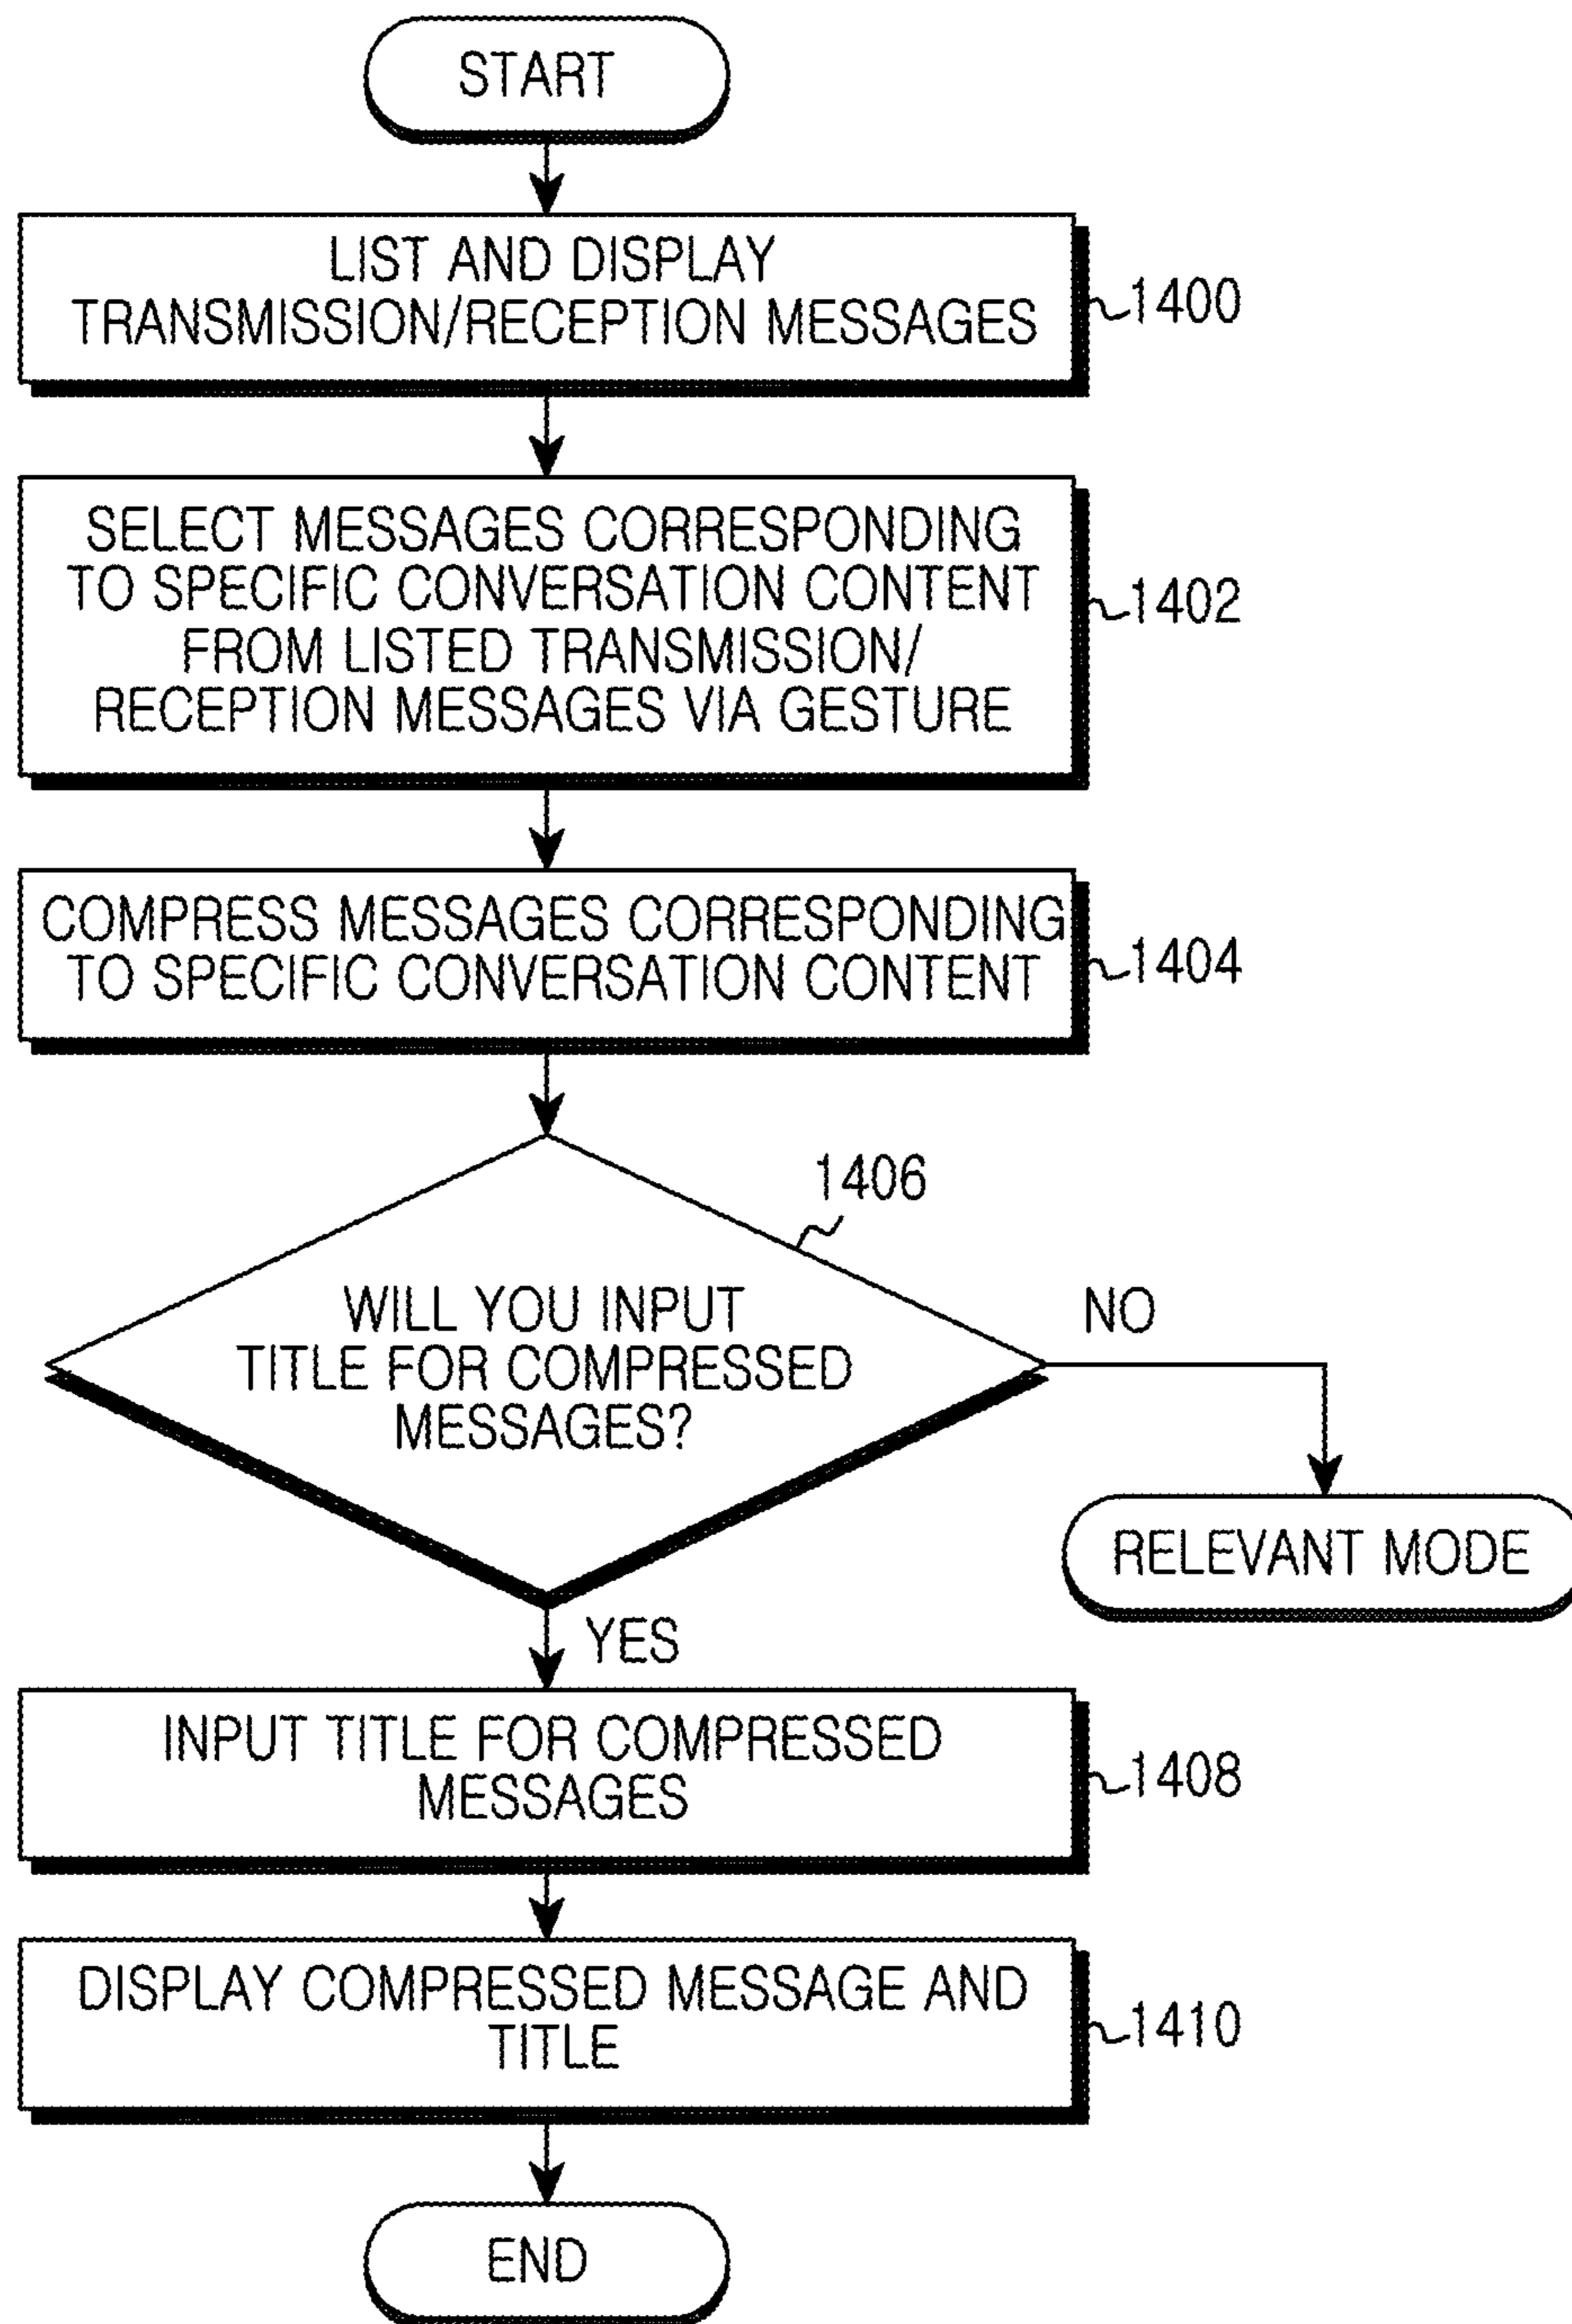 START
LIST AND DISPLAY
TRANSMISSION/RECEPTION MESSAGES
1400
SELECT MESSAGES CORRESPONDING
TO SPECIFIC CONVERSATION CONTENT
FROM LISTED TRANSMISSION/
RECEPTION MESSAGES VIA GESTURE
1402
COMPRESS MESSAGES CORRESPONDING
TO SPECIFIC CONVERSATION CONTENT
1404
1406
WILL YOU INPUT
TITLE FOR COMPRESSED
MESSAGES?
NO
RELEVANT MODE
YES
INPUT TITLE FOR COMPRESSED
MESSAGES
1408
DISPLAY COMPRESSED MESSAGE AND
TITLE
1410
END